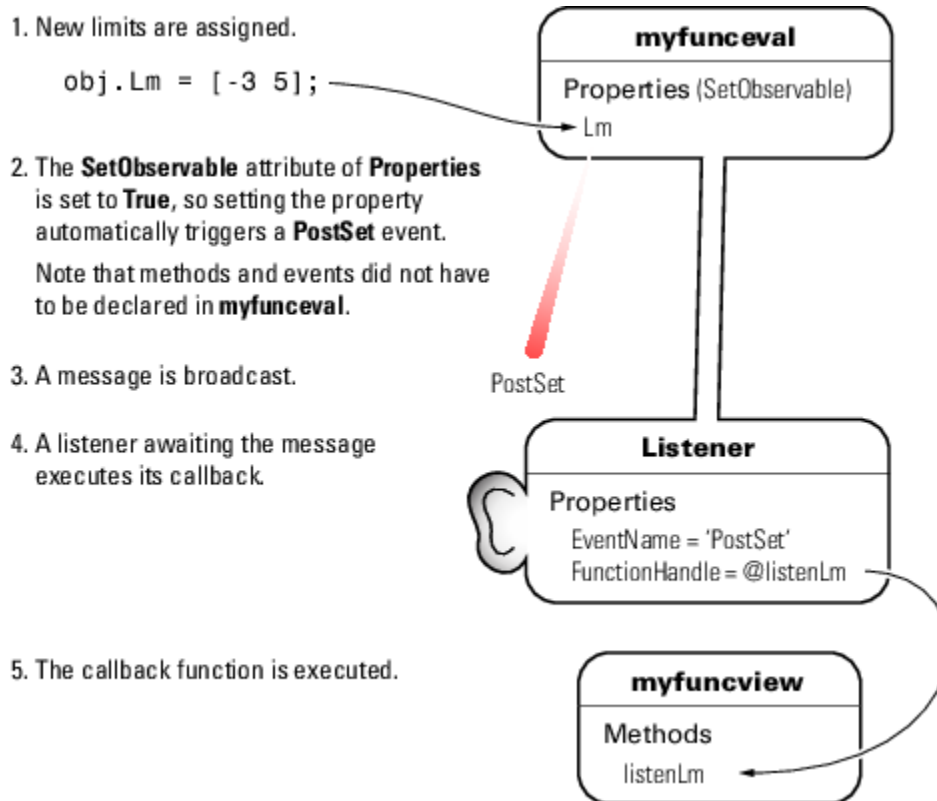 1. New limits are assigned.
obj.Lm = [-3 5];
2. The SetObservable attribute of Properties
is set to True, so setting the property
automatically triggers a PostSet event.
Note that methods and events did not have
to be declared in myfunceval.
3. A message is broadcast.
4. A listener awaiting the message
executes its callback.
5. The callback function is executed.
myfunceval
Properties (SetObservable)
Lm
PostSet
Listener
Properties
EventName = 'PostSet'
FunctionHandle = @listenLm
myfuncview
Methods
listenLm